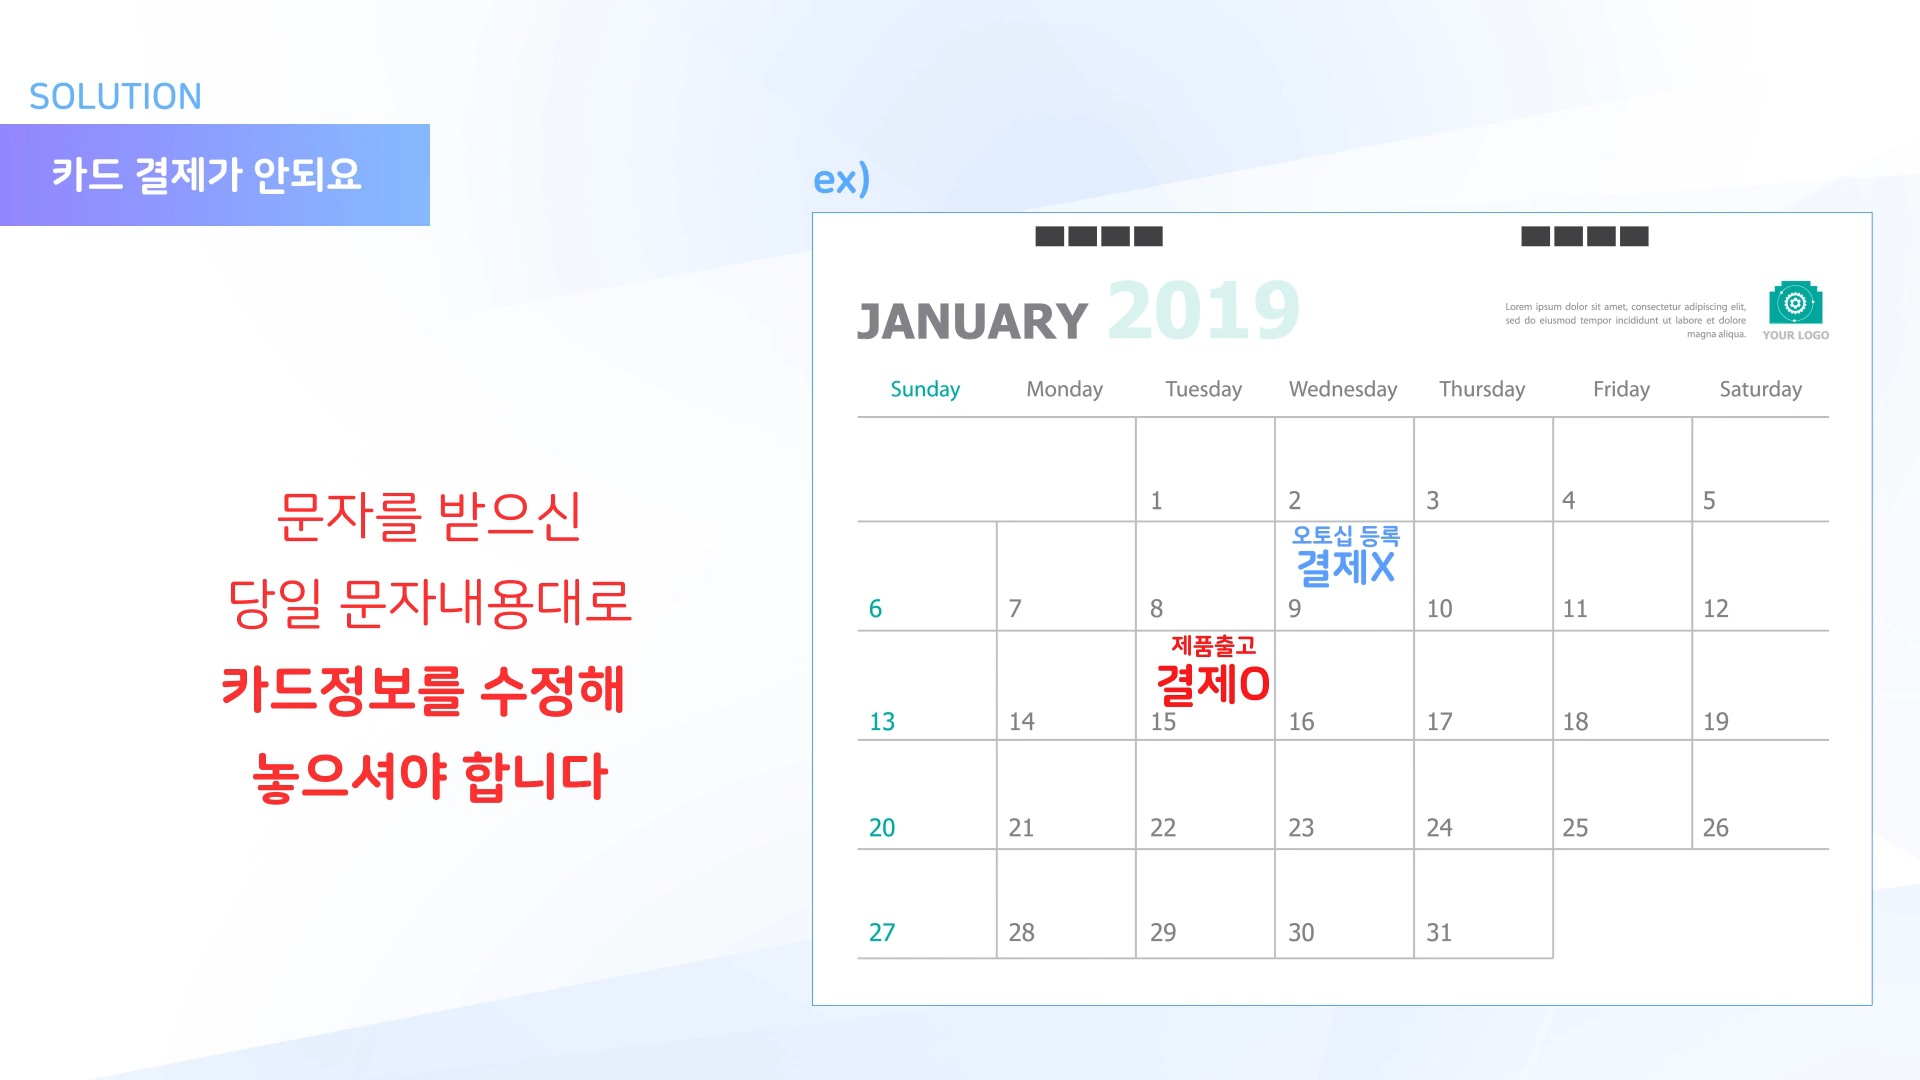 SOLUTION
카드 결제가 안되요
문자를 받으신
당일 문자내용대로
카드정보를 수정해
놓으셔야 합니다
ex)
JANUARY 2019
Lorem ipsum dolor sit amet, consectetur adipiscing elit,
sed do eiusmod tempor incididunt ut labore et dolore
magna aliqua.
YOUR LOGO
Sunday Monday Tuesday Wednesday Thursday Friday Saturday
1 2 3 4 5
오토십 등록
결제X
6 7 8 9 10 11 12
제품출고
결제O
13 14 15 16 17 18 19
20 21 22 23 24 25 26
27 28 29 30 31